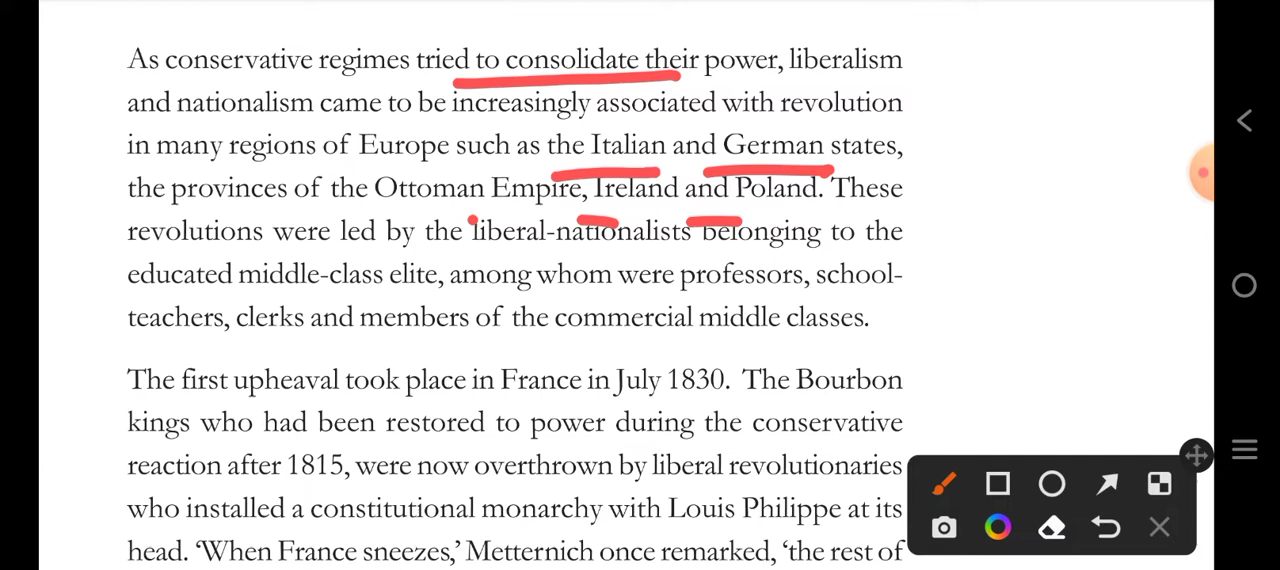 As conservative regimes tried to consolidate their power, liberalism
and nationalism came to be increasingly associated with revolution
in many regions of Europe such as the Italian and German states,
the provinces of the Ottoman Empire, Ireland and Poland. These
revolutions were led by the liberal-nationalists belonging to the
educated middle-class elite, among whom were professors, school-
teachers, clerks and members of the commercial middle classes.
The first upheaval took place in France in July 1830. The Bourbon
kings who had been restored to power during the conservative
reaction after 1815, were now overthrown by liberal revolutionaries
who installed a constitutional monarchy with Louis Philippe at its
head. ‘When France sneezes,’ Metternich once remarked, ‘the rest of